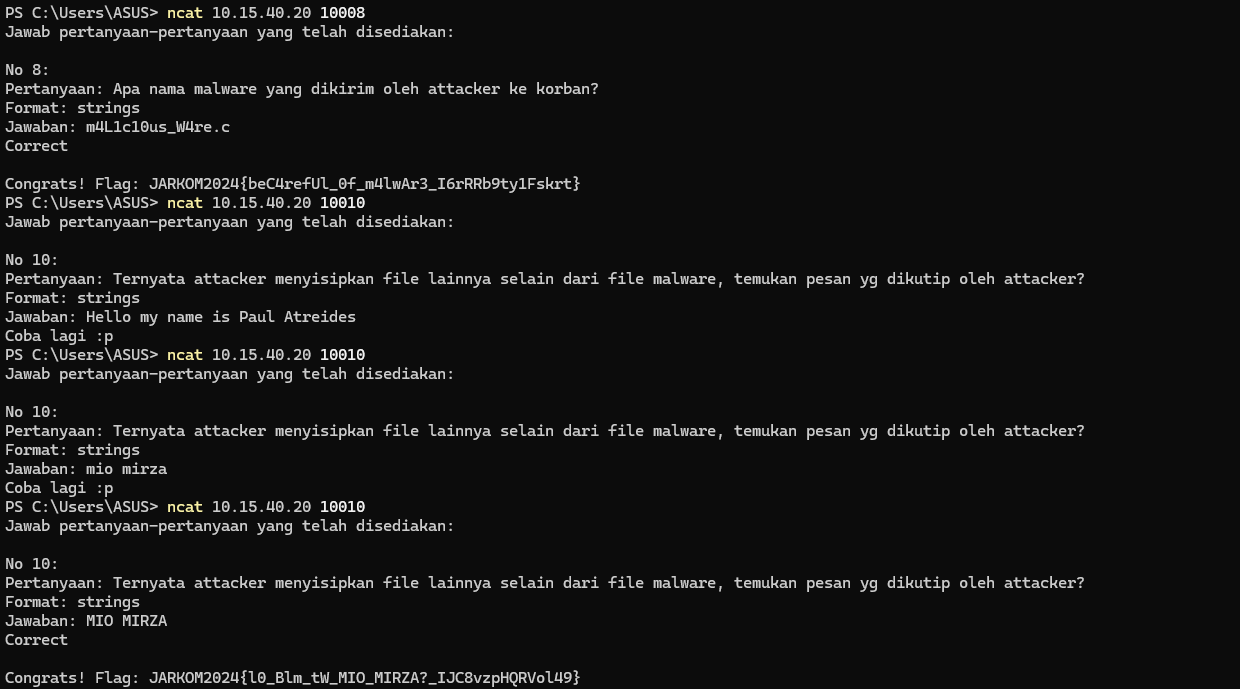 PS C:\Users\ASUS> ncat 10.15.40.20 10008
Jawab pertanyaan-pertanyaan yang telah disediakan:
No 8:
Pertanyaan: Apa nama malware yang dikirim oleh attacker ke korban?
Format: strings
Jawaban: m4L1c10us_W4re.c
Correct
Congrats! Flag: JARKOM2024{beC4refUl_0f_m4lwAr3_I6rRRb9ty1Fskrt}
PS C:\Users\ASUS> ncat 10.15.40.20 10010
Jawab pertanyaan-pertanyaan yang telah disediakan:
No 10:
Pertanyaan: Ternyata attacker menyisipkan file lainnya selain dari file malware, temukan pesan yg dikutip oleh attacker?
Format: strings
Jawaban: Hello my name is Paul Atreides
Coba lagi :p
PS C:\Users\ASUS> ncat 10.15.40.20 10010
Jawab pertanyaan-pertanyaan yang telah disediakan:
No 10:
Pertanyaan: Ternyata attacker menyisipkan file lainnya selain dari file malware, temukan pesan yg dikutip oleh attacker?
Format: strings
Jawaban: mio mirza
Coba lagi :p
PS C:\Users\ASUS> ncat 10.15.40.20 10010
Jawab pertanyaan-pertanyaan yang telah disediakan:
No 10:
Pertanyaan: Ternyata attacker menyisipkan file lainnya selain dari file malware, temukan pesan yg dikutip oleh attacker?
Format: strings
Jawaban: MIO MIRZA
Correct
Congrats! Flag: JARKOM2024{l0_Blm_tW_MIO_MIRZA?_IJC8vzpHQRVol49}